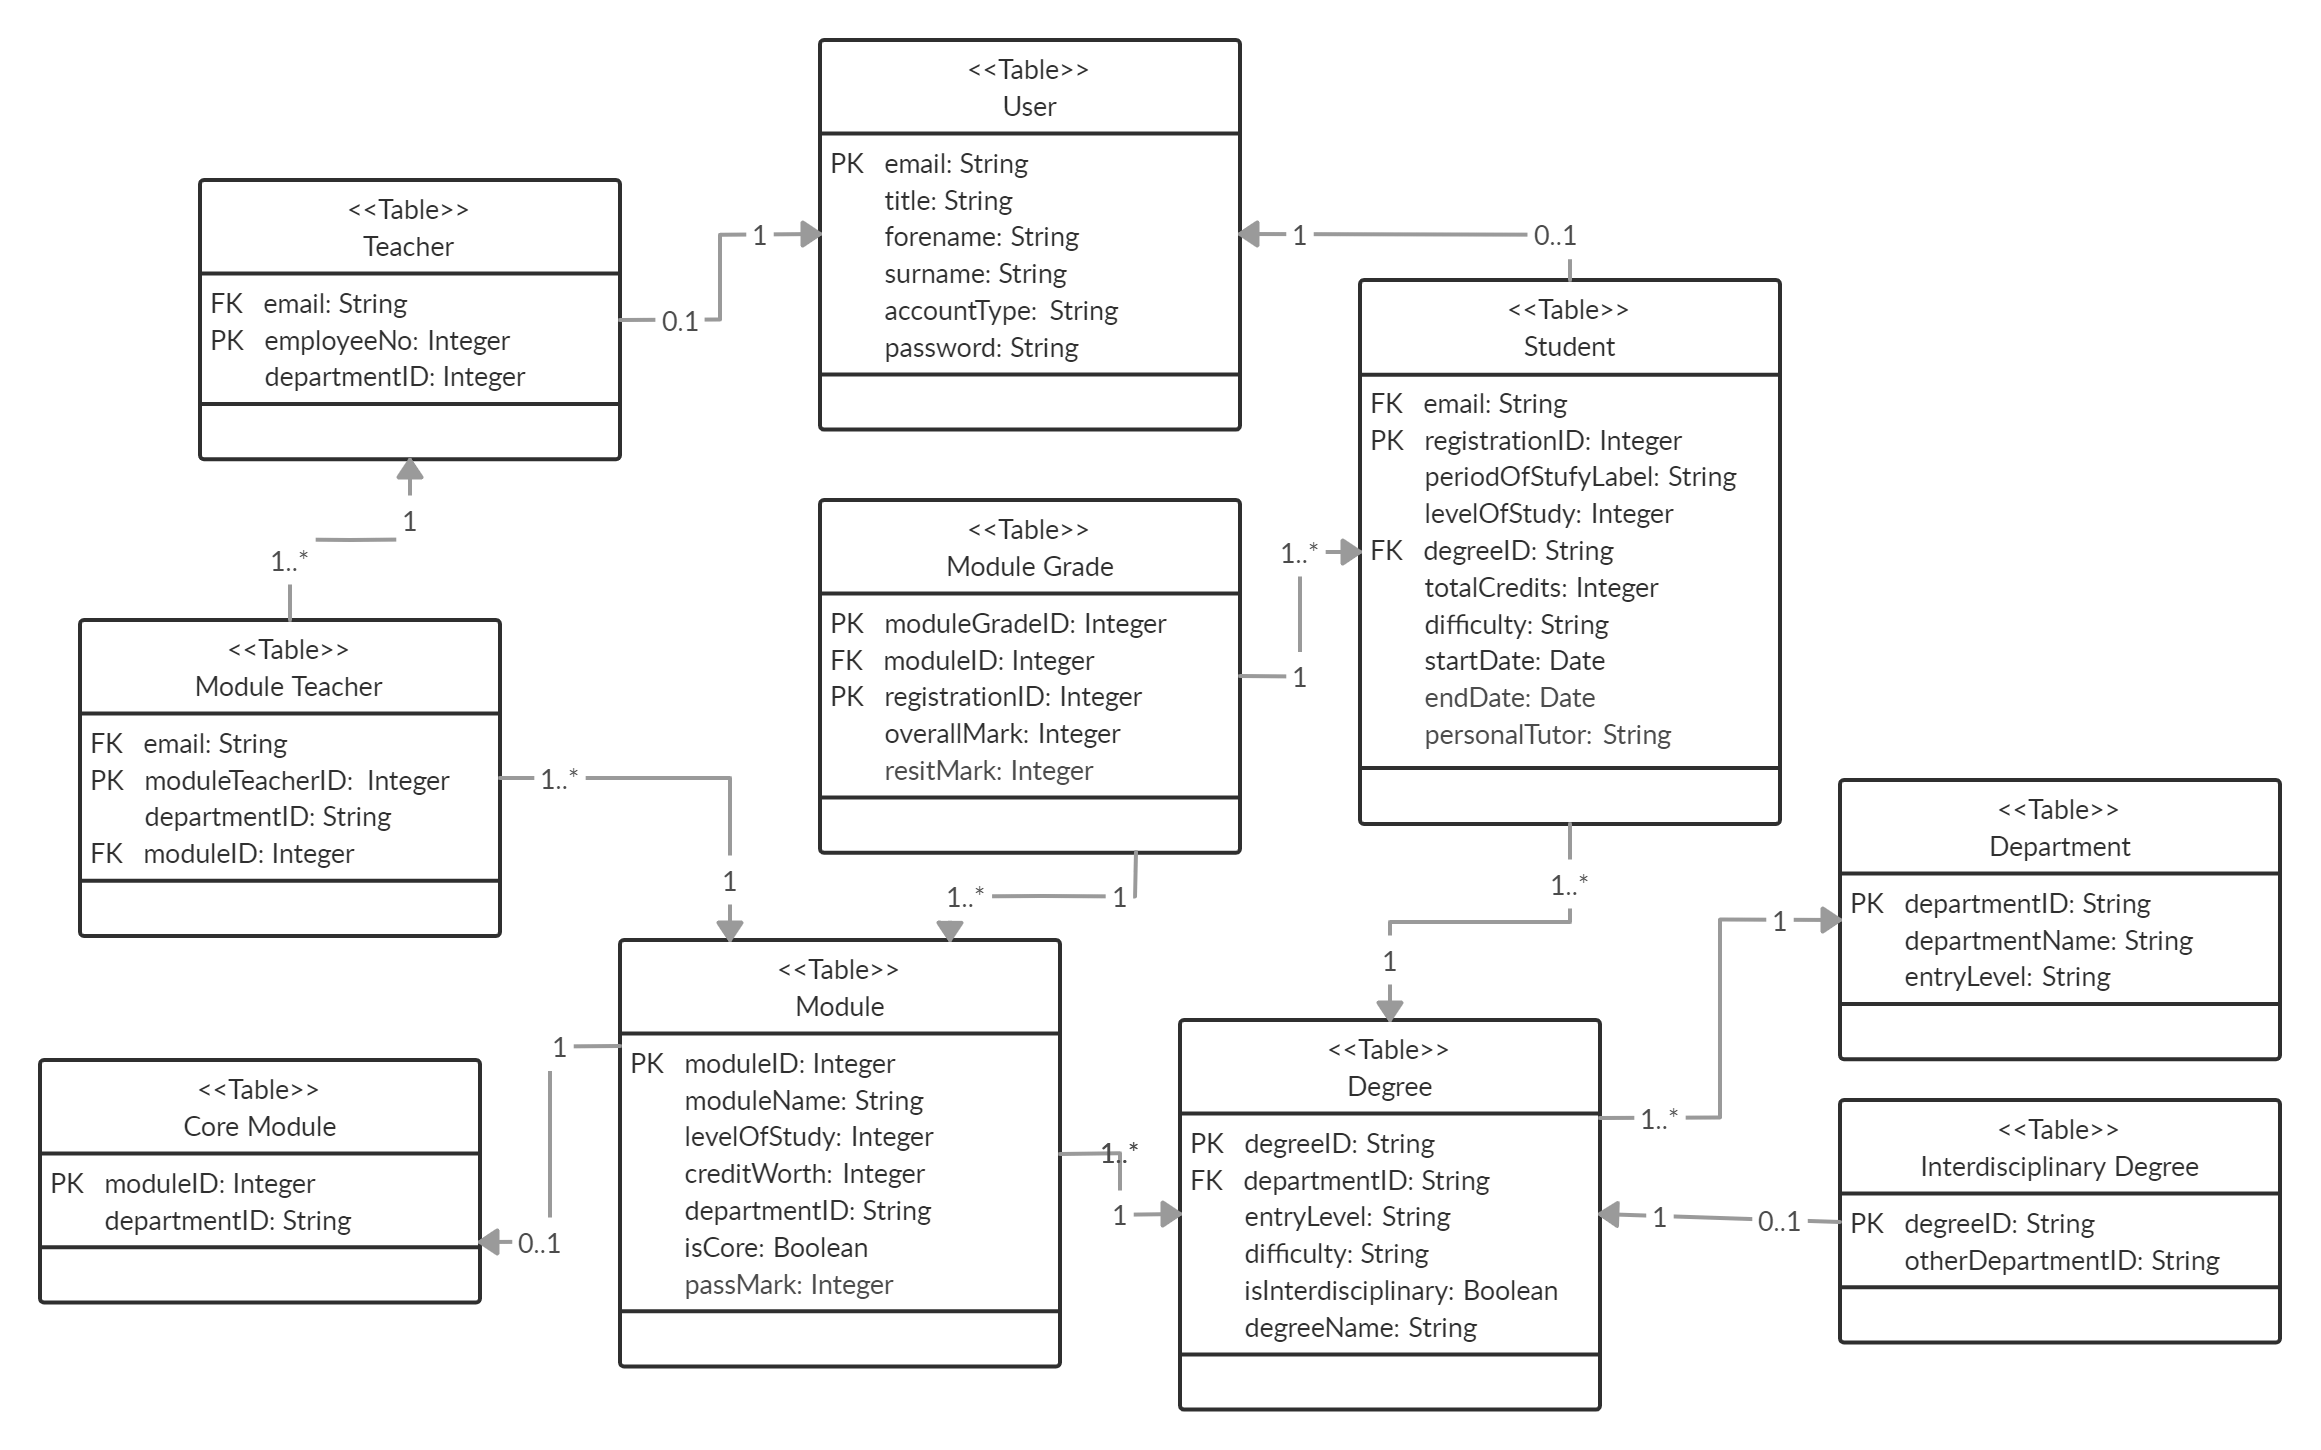 <<Table>>
User
PK email: String
title: String
forename: String
surname: String
accountType: String
password: String
<<Table>>
Teacher
FK email: String
PK employeeNo: Integer
departmentID: Integer
0.1
1
1
0..1
<<Table>>
Student
FK email: String
PK registrationID: Integer
periodOfStufyLabel: String
levelOfStudy: Integer
FK degreeID: String
totalCredits: Integer
difficulty: String
startDate: Date
endDate: Date
personalTutor: String
1
1..*
<<Table>>
Module Grade
PK moduleGradeID: Integer
FK moduleID: Integer
PK registrationID: Integer
overallMark: Integer
resitMark: Integer
1..*
1
<<Table>>
Module Teacher
FK email: String
PK moduleTeacherID: Integer
departmentID: String
FK moduleID: Integer
1..*
1
1..*
1
1..*
1
<<Table>>
Department
PK departmentID: String
departmentName: String
entryLevel: String
<<Table>>
Module
PK moduleID: Integer
moduleName: String
levelOfStudy: Integer
creditWorth: Integer
departmentID: String
isCore: Boolean
passMark: Integer
1
0..1
<<Table>>
Core Module
PK moduleID: Integer
departmentID: String
1..*
1
<<Table>>
Degree
PK degreeID: String
FK departmentID: String
entryLevel: String
difficulty: String
isInterdisciplinary: Boolean
degreeName: String
1..*
1
1
0..1
<<Table>>
Interdisciplinary Degree
PK degreeID: String
otherDepartmentID: String